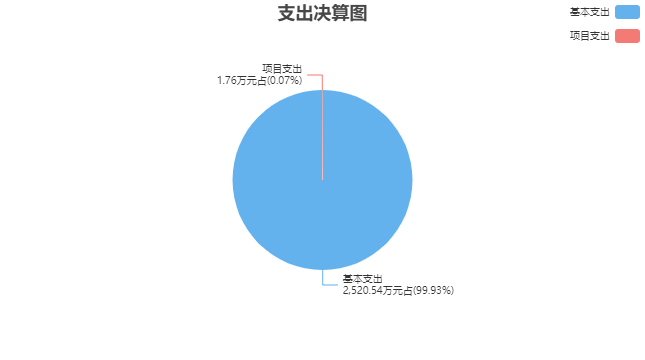 支出决算图
基本支出
项目支出
项目支出
1.76万元占(0.07%)
基本支出
2,520.54万元占(99.93%)